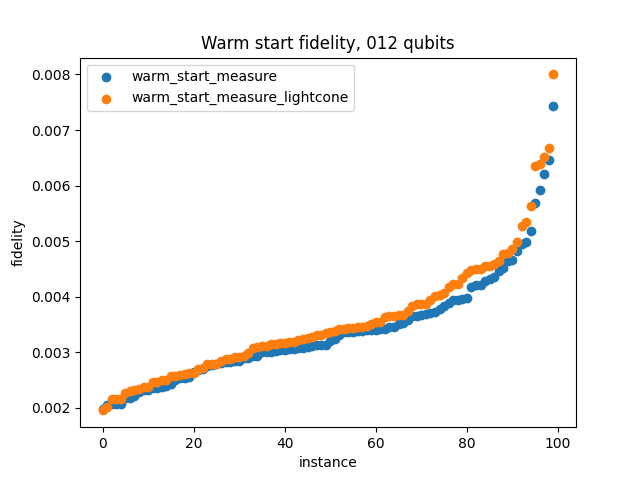 Warm start fidelity, 012 qubits
warm_start_measure
warm_start_measure_lightcone
fidelity
0.008
0.007
0.006
0.005
0.004
0.003
0.002
0 20 40 60 80 100
instance